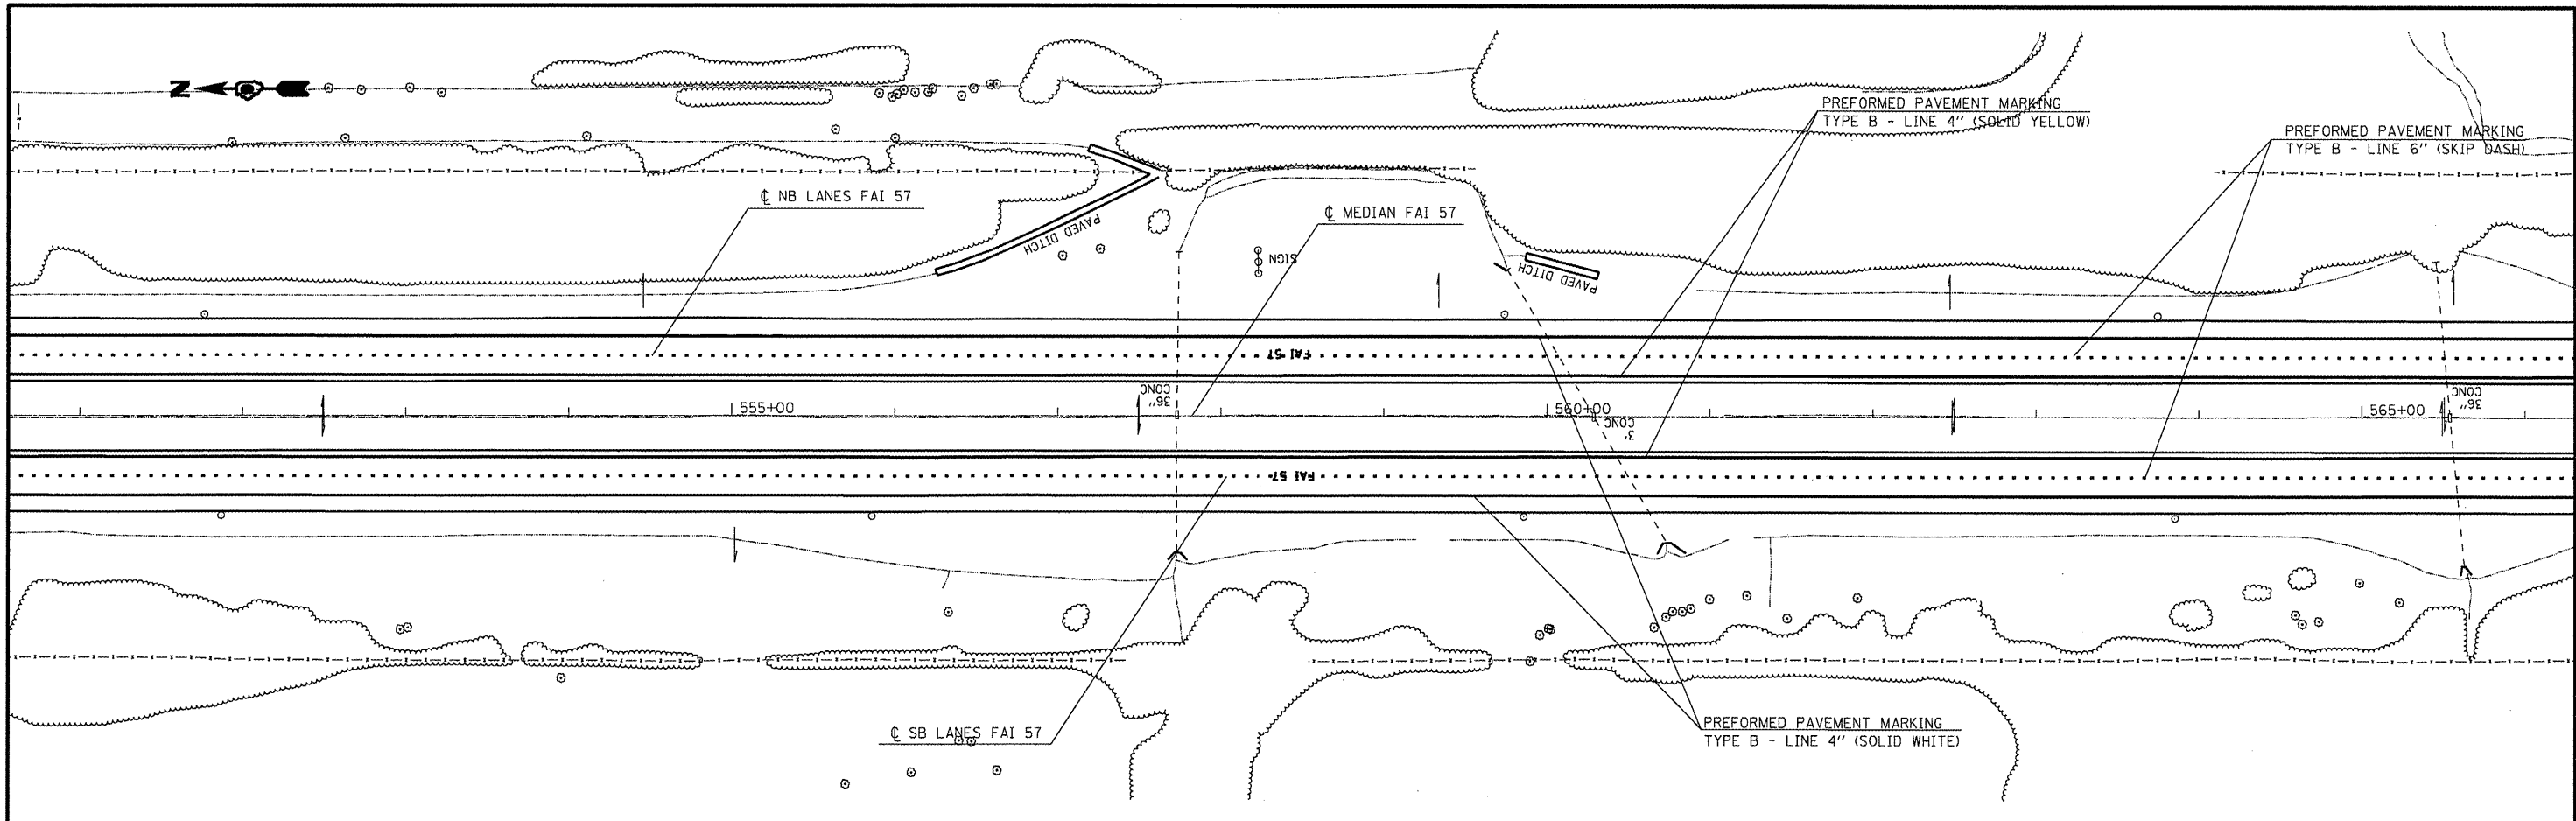 N
PREFORMED PAVEMENT MARKING
TYPE B - LINE 4" (SOLID YELLOW)
PREFORMED PAVEMENT MARKING
TYPE B - LINE 6" (SKIP DASH)
℄ NB LANES FAI 57
℄ MEDIAN FAI 57
PAVED DITCH
SIGN
PAVED DITCH
FAI 57
36"
CONC
36"
CONC
555+00
560+00
565+00
3'
CONC
FAI 57
℄ SB LANES FAI 57
PREFORMED PAVEMENT MARKING
TYPE B - LINE 4" (SOLID WHITE)